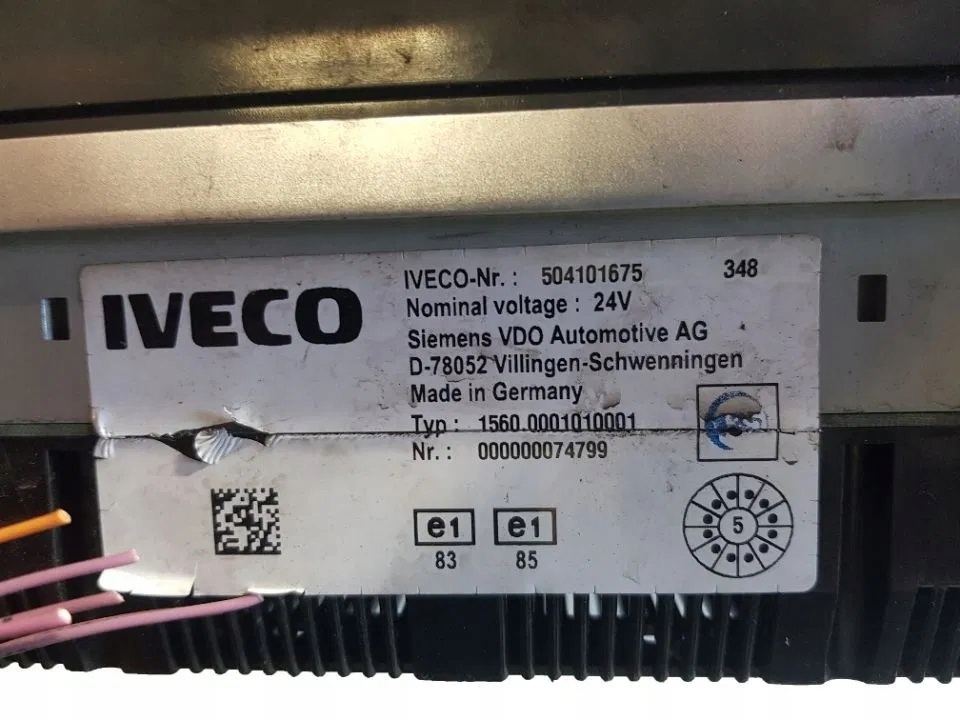 IVECO
IVECO-Nr. : 504101675 348
Nominal voltage : 24V
Siemens VDO Automotive AG
D-78052 Villingen-Schwenningen
Made in Germany
Typ : 1560.0001010001
Nr. : 000000074799
e1 e1
83 85
5